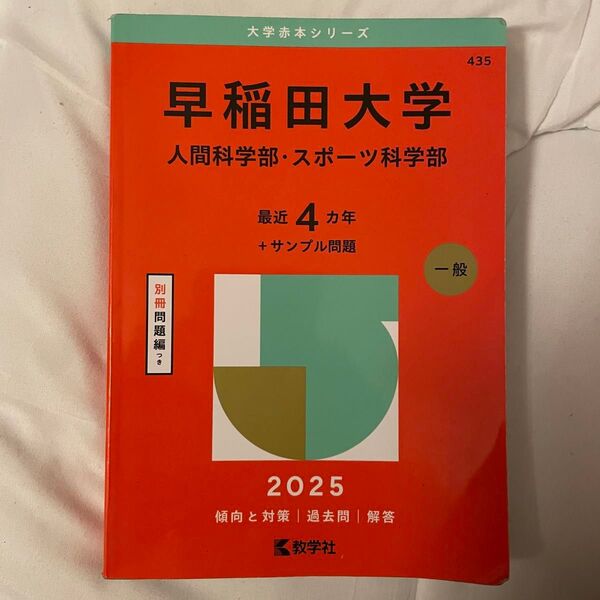 大学赤本シリーズ
435
早稲田大学
人間科学部・スポーツ科学部
最近 4 カ年
+サンプル問題
一般
別冊問題編つき
2025
傾向と対策|過去問|解答
教学社